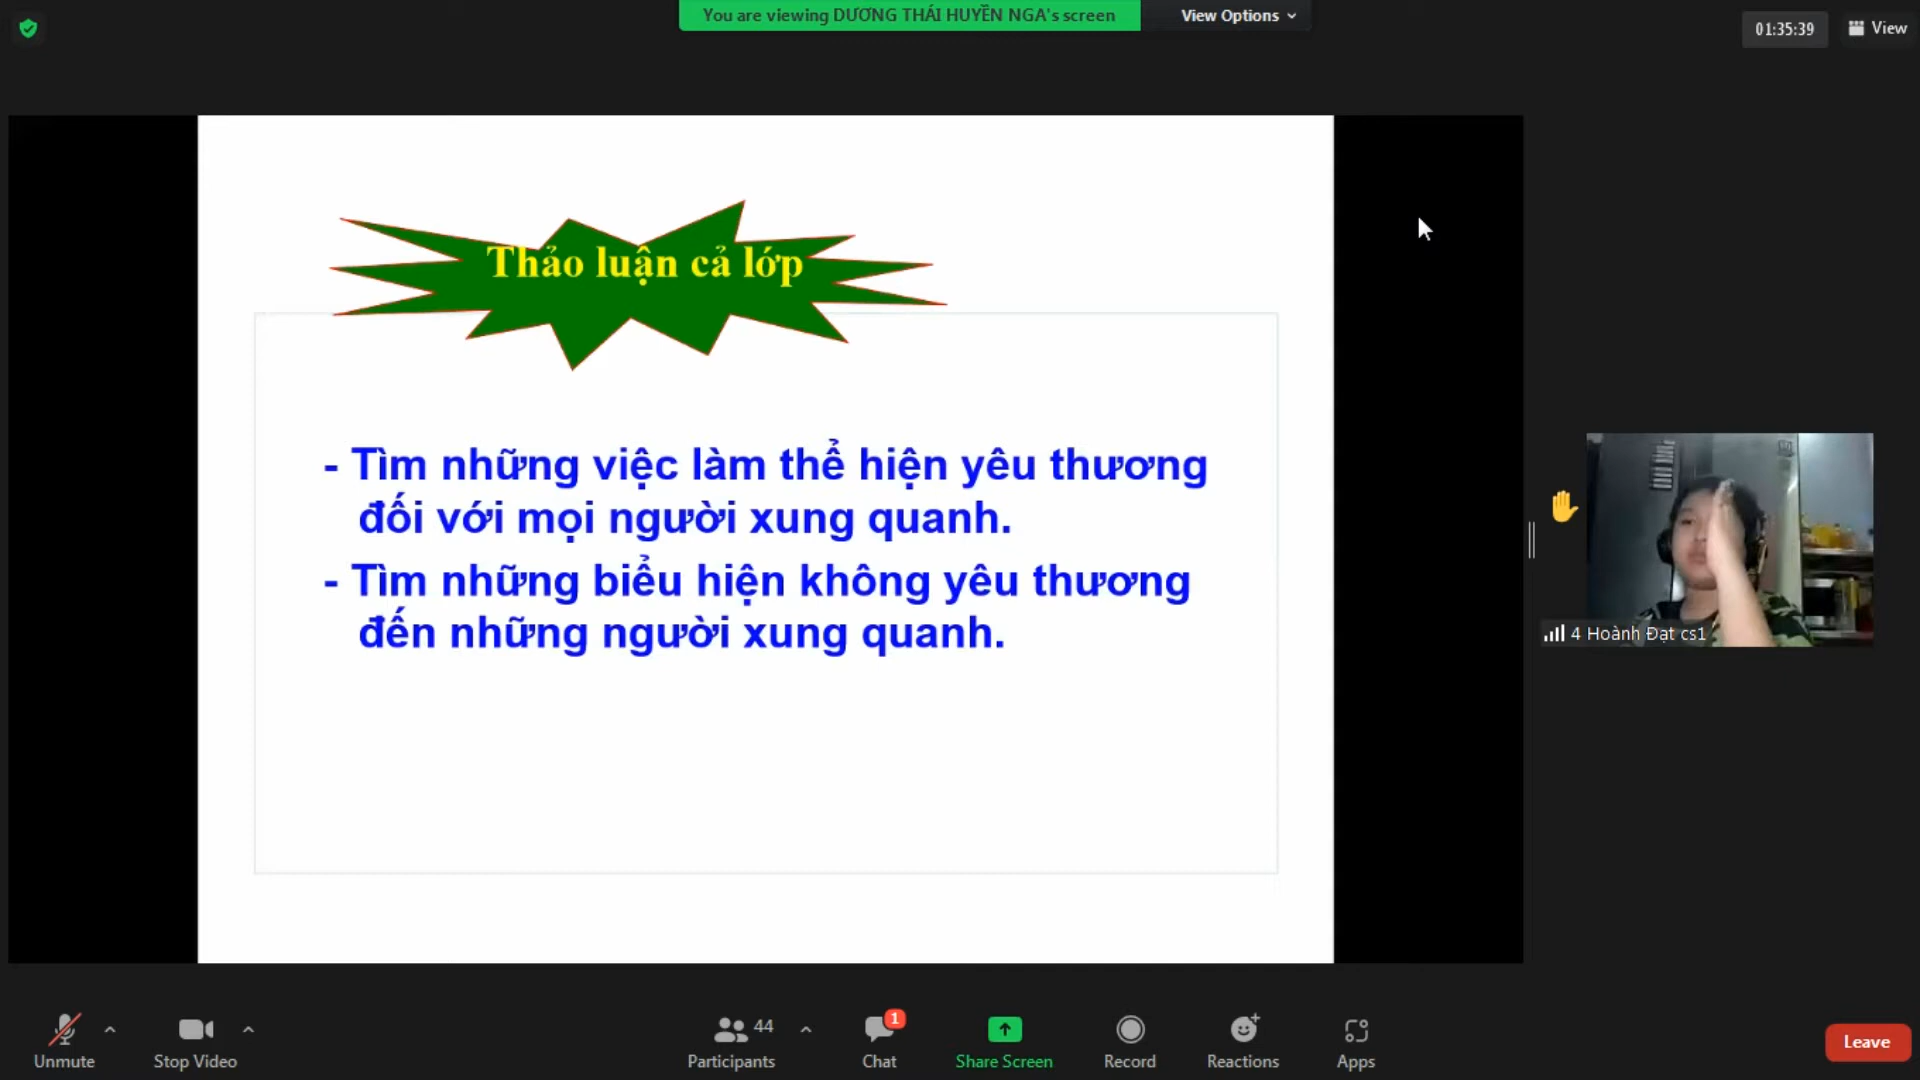 You are viewing DƯƠNG THÁI HUYỀN NGA's screen
View Options
01:35:39
View
Thảo luận cả lớp
- Tìm những việc làm thể hiện yêu thương
đối với mọi người xung quanh.
- Tìm những biểu hiện không yêu thương
đến những người xung quanh.
4 Hoành Đạt cs1
Unmute
Stop Video
44
Participants
1
Chat
Share Screen
Record
Reactions
Apps
Leave